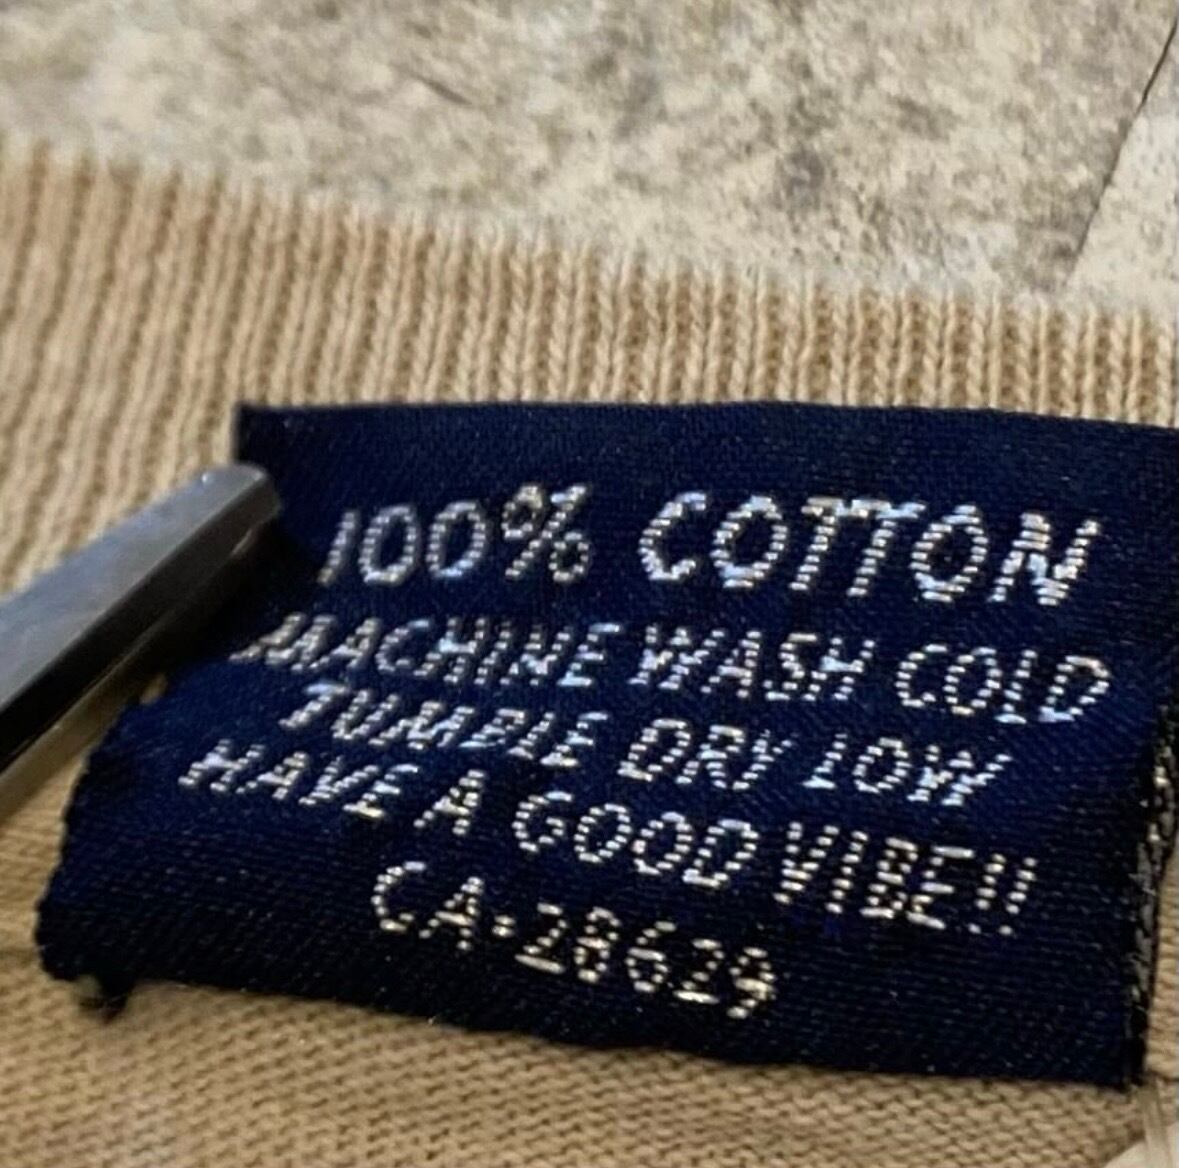 100% COTTON
MACHINE WASH COLD
TUMBLE DRY LOW
HAVE A GOOD VIBE!!
CA-28629